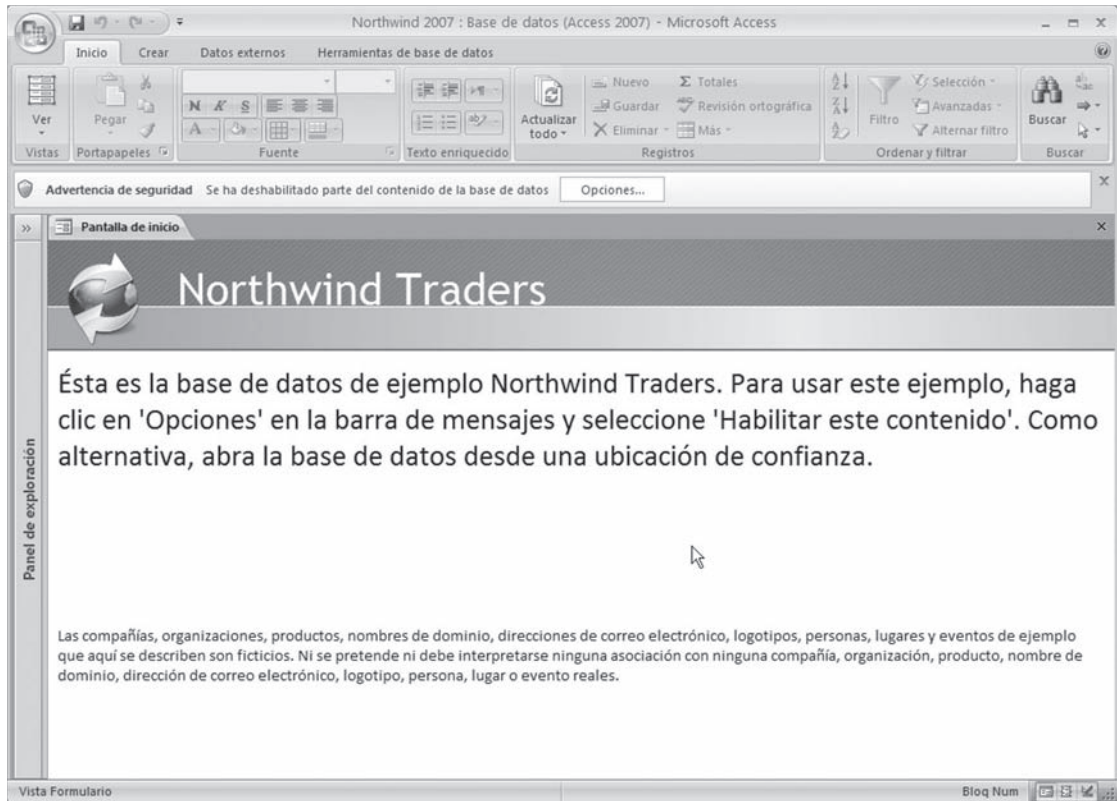 Northwind 2007 : Base de datos (Access 2007) - Microsoft Access
Inicio Crear Datos externos Herramientas de base de datos
Ver
Vistas
Pegar
Portapapeles
N K S
A
Fuente
Texto enriquecido
Actualizar todo
Nuevo
Guardar
Eliminar
Totales
Revisión ortográfica
Más
Registros
Filtro
Selección
Avanzadas
Alternar filtro
Ordenar y filtrar
Buscar
Buscar
Advertencia de seguridad Se ha deshabilitado parte del contenido de la base de datos Opciones...
Pantalla de inicio
Panel de exploración
Northwind Traders
Ésta es la base de datos de ejemplo Northwind Traders. Para usar este ejemplo, haga
clic en 'Opciones' en la barra de mensajes y seleccione 'Habilitar este contenido'. Como
alternativa, abra la base de datos desde una ubicación de confianza.
Las compañías, organizaciones, productos, nombres de dominio, direcciones de correo electrónico, logotipos, personas, lugares y eventos de ejemplo
que aquí se describen son ficticios. Ni se pretende ni debe interpretarse ninguna asociación con ninguna compañía, organización, producto, nombre de
dominio, dirección de correo electrónico, logotipo, persona, lugar o evento reales.
Vista Formulario
Bloq Num